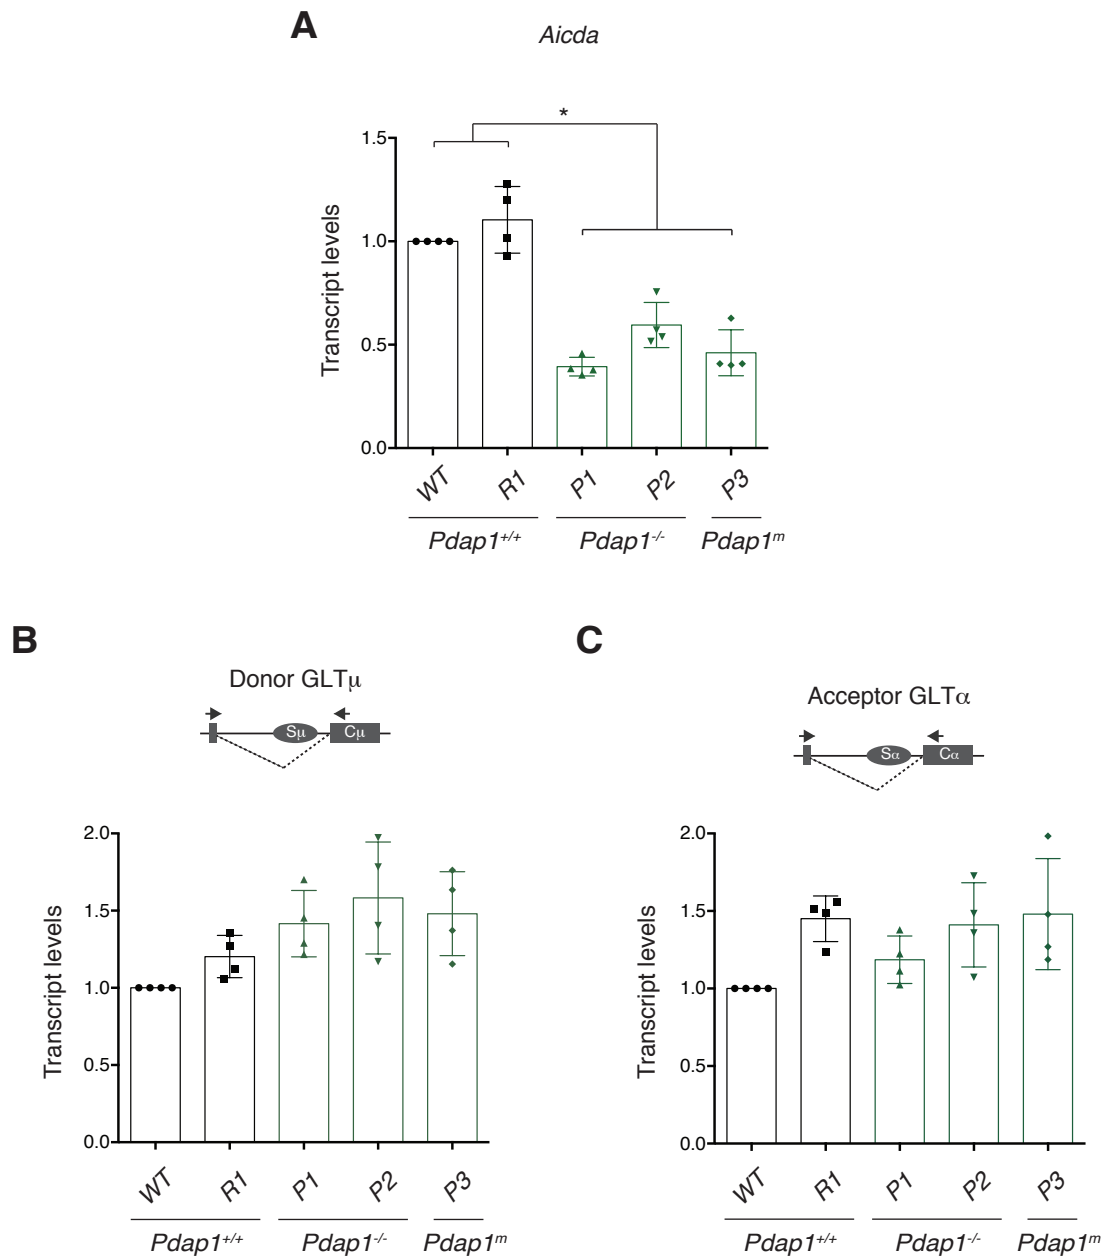 A
Aicda
*
Transcript levels
1.5
1.0
0.5
0.0
WT R1 P1 P2 P3
Pdap1+/+ Pdap1-/- Pdap1m
B
Donor GLTμ
Sμ Cμ
Transcript levels
2.0
1.5
1.0
0.5
0.0
WT R1 P1 P2 P3
Pdap1+/+ Pdap1-/- Pdap1m
C
Acceptor GLTα
Sα Cα
Transcript levels
2.0
1.5
1.0
0.5
0.0
WT R1 P1 P2 P3
Pdap1+/+ Pdap1-/- Pdap1m